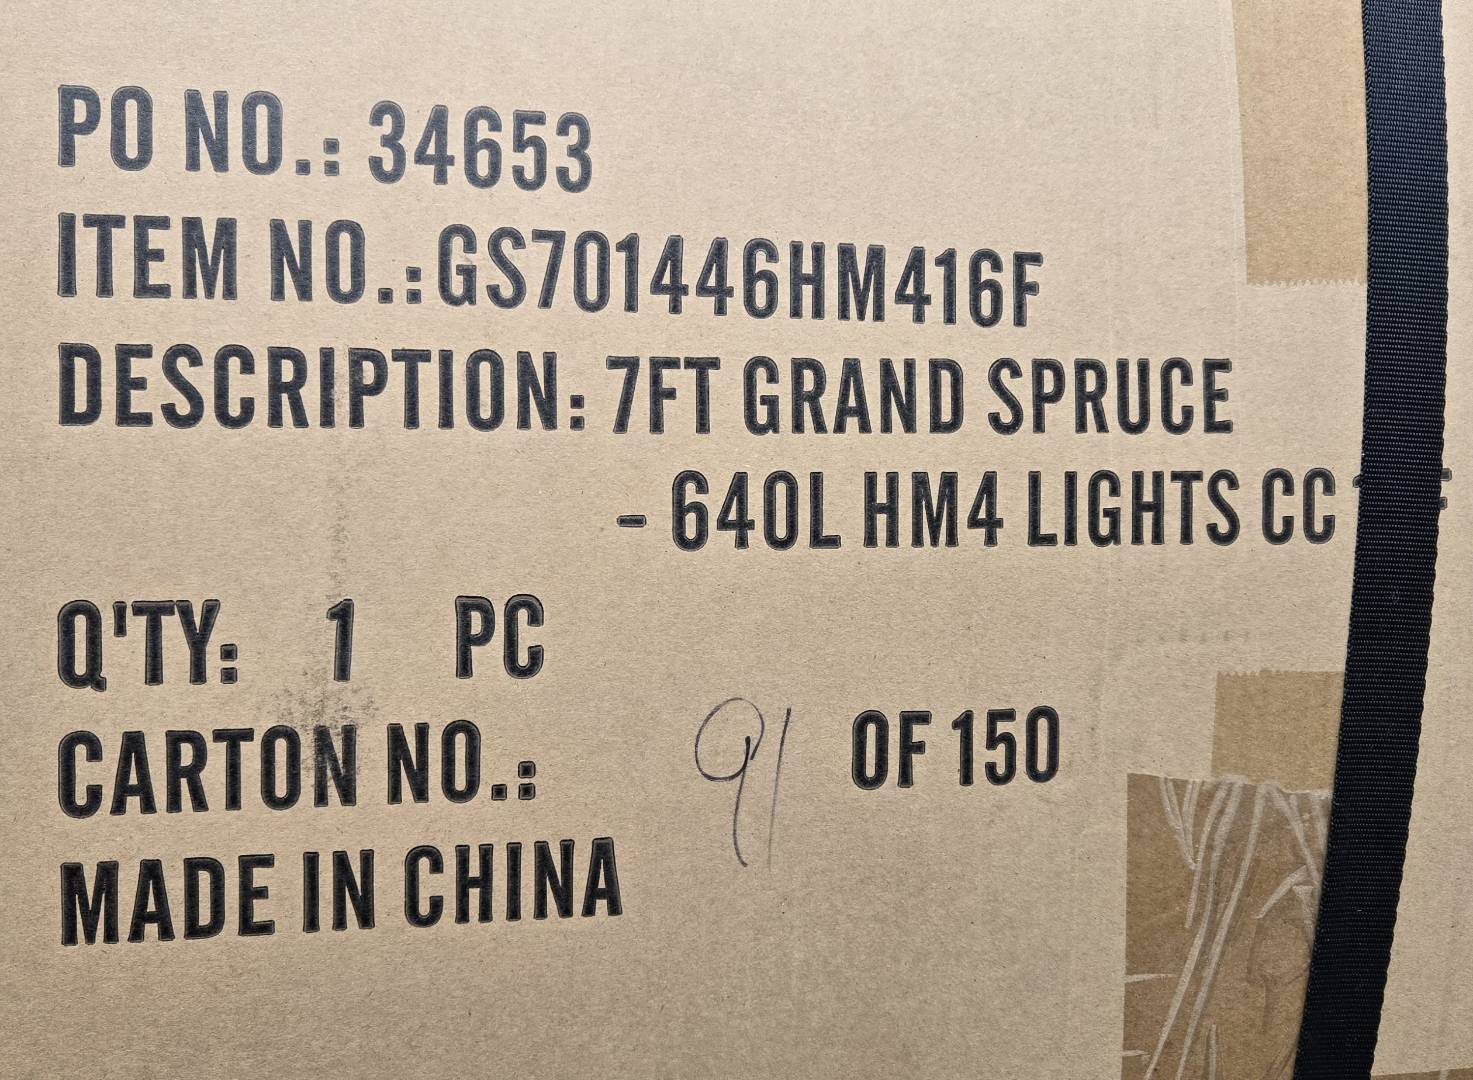 PO NO.: 34653
ITEM NO.: GS701446HM416F
DESCRIPTION: 7FT GRAND SPRUCE
- 640L HM4 LIGHTS CC
Q'TY: 1 PC
CARTON NO.: 91 OF 150
MADE IN CHINA